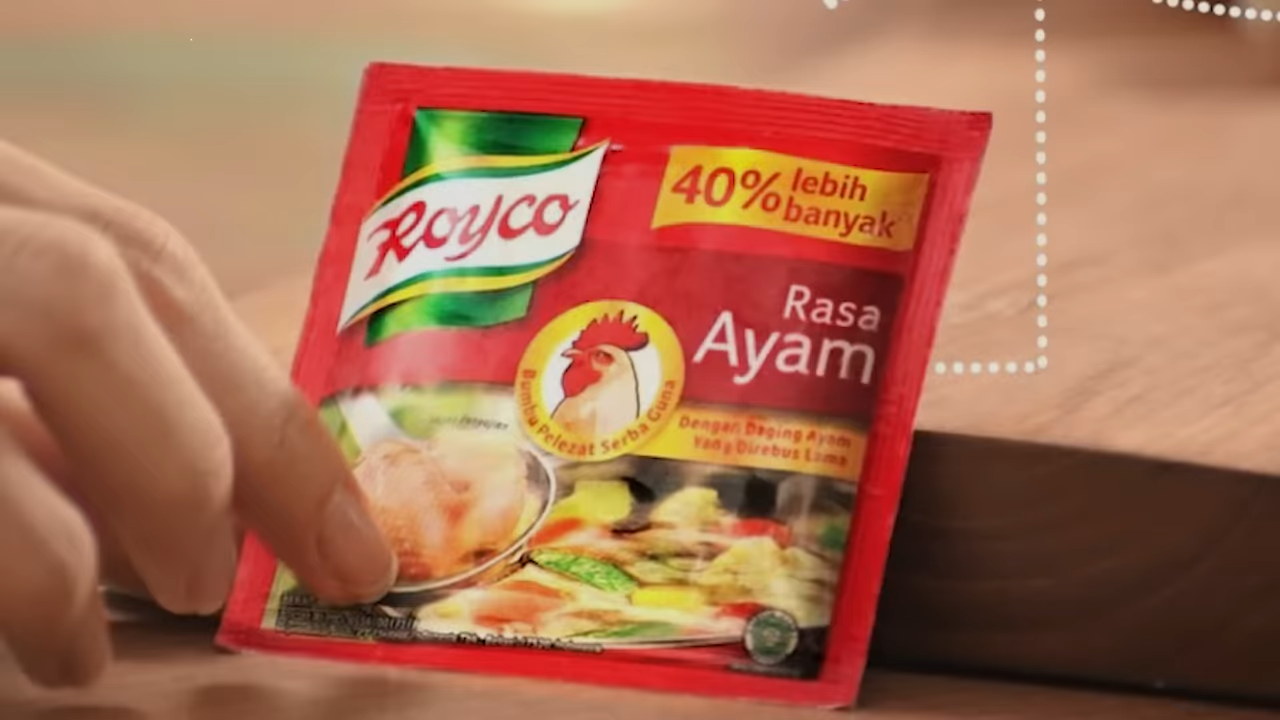 Royco
40% lebih
banyak
Rasa
Ayam
Bumbu Pelezat Serba Guna
Dengan Daging Ayam
Yang Direbus Lama